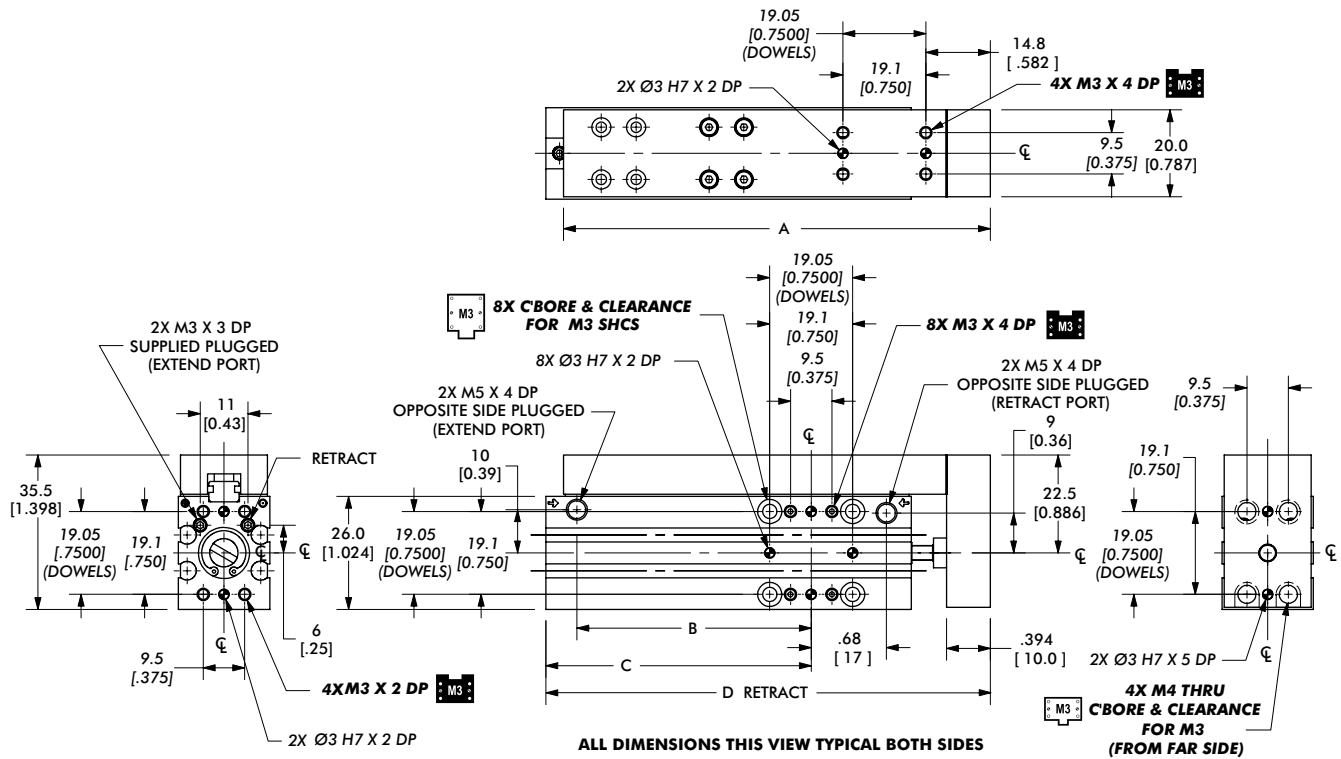 19.05
[0.7500]
(DOWELS)
14.8
[ .582 ]
19.1
[0.750]
2X Ø3 H7 X 2 DP
4X M3 X 4 DP
M3
9.5
[0.375]
20.0
[0.787]
℄
A
19.05
[0.7500]
(DOWELS)
M3
8X C'BORE & CLEARANCE
FOR M3 SHCS
19.1
[0.750]
8X M3 X 4 DP
M3
2X M3 X 3 DP
SUPPLIED PLUGGED
(EXTEND PORT)
8X Ø3 H7 X 2 DP
9.5
[0.375]
2X M5 X 4 DP
OPPOSITE SIDE PLUGGED
(RETRACT PORT)
2X M5 X 4 DP
OPPOSITE SIDE PLUGGED
(EXTEND PORT)
9.5
[0.375]
11
[0.43]
℄
9
[0.36]
RETRACT
10
[0.39]
35.5
[1.398]
19.1
[0.750]
22.5
[0.886]
19.05
[.7500]
(DOWELS)
19.1
[.750]
℄
℄
26.0
[1.024]
19.05
[0.7500]
(DOWELS)
19.1
[0.750]
℄
19.05
[0.7500]
(DOWELS)
℄
6
[.25]
℄
B
.68
[ 17 ]
.394
[ 10.0 ]
9.5
[.375]
C
2X Ø3 H7 X 5 DP
℄
4X M3 X 2 DP
M3
D RETRACT
M3
4X M4 THRU
C'BORE & CLEARANCE
FOR M3
(FROM FAR SIDE)
2X Ø3 H7 X 2 DP
ALL DIMENSIONS THIS VIEW TYPICAL BOTH SIDES